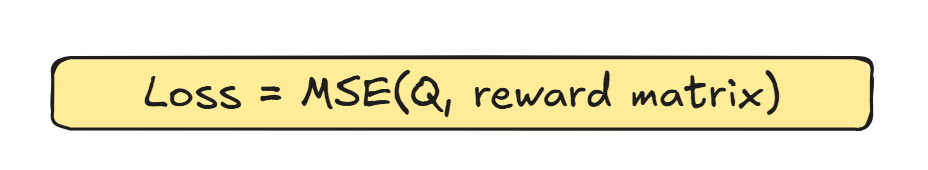 Loss = MSE(Q, reward matrix)